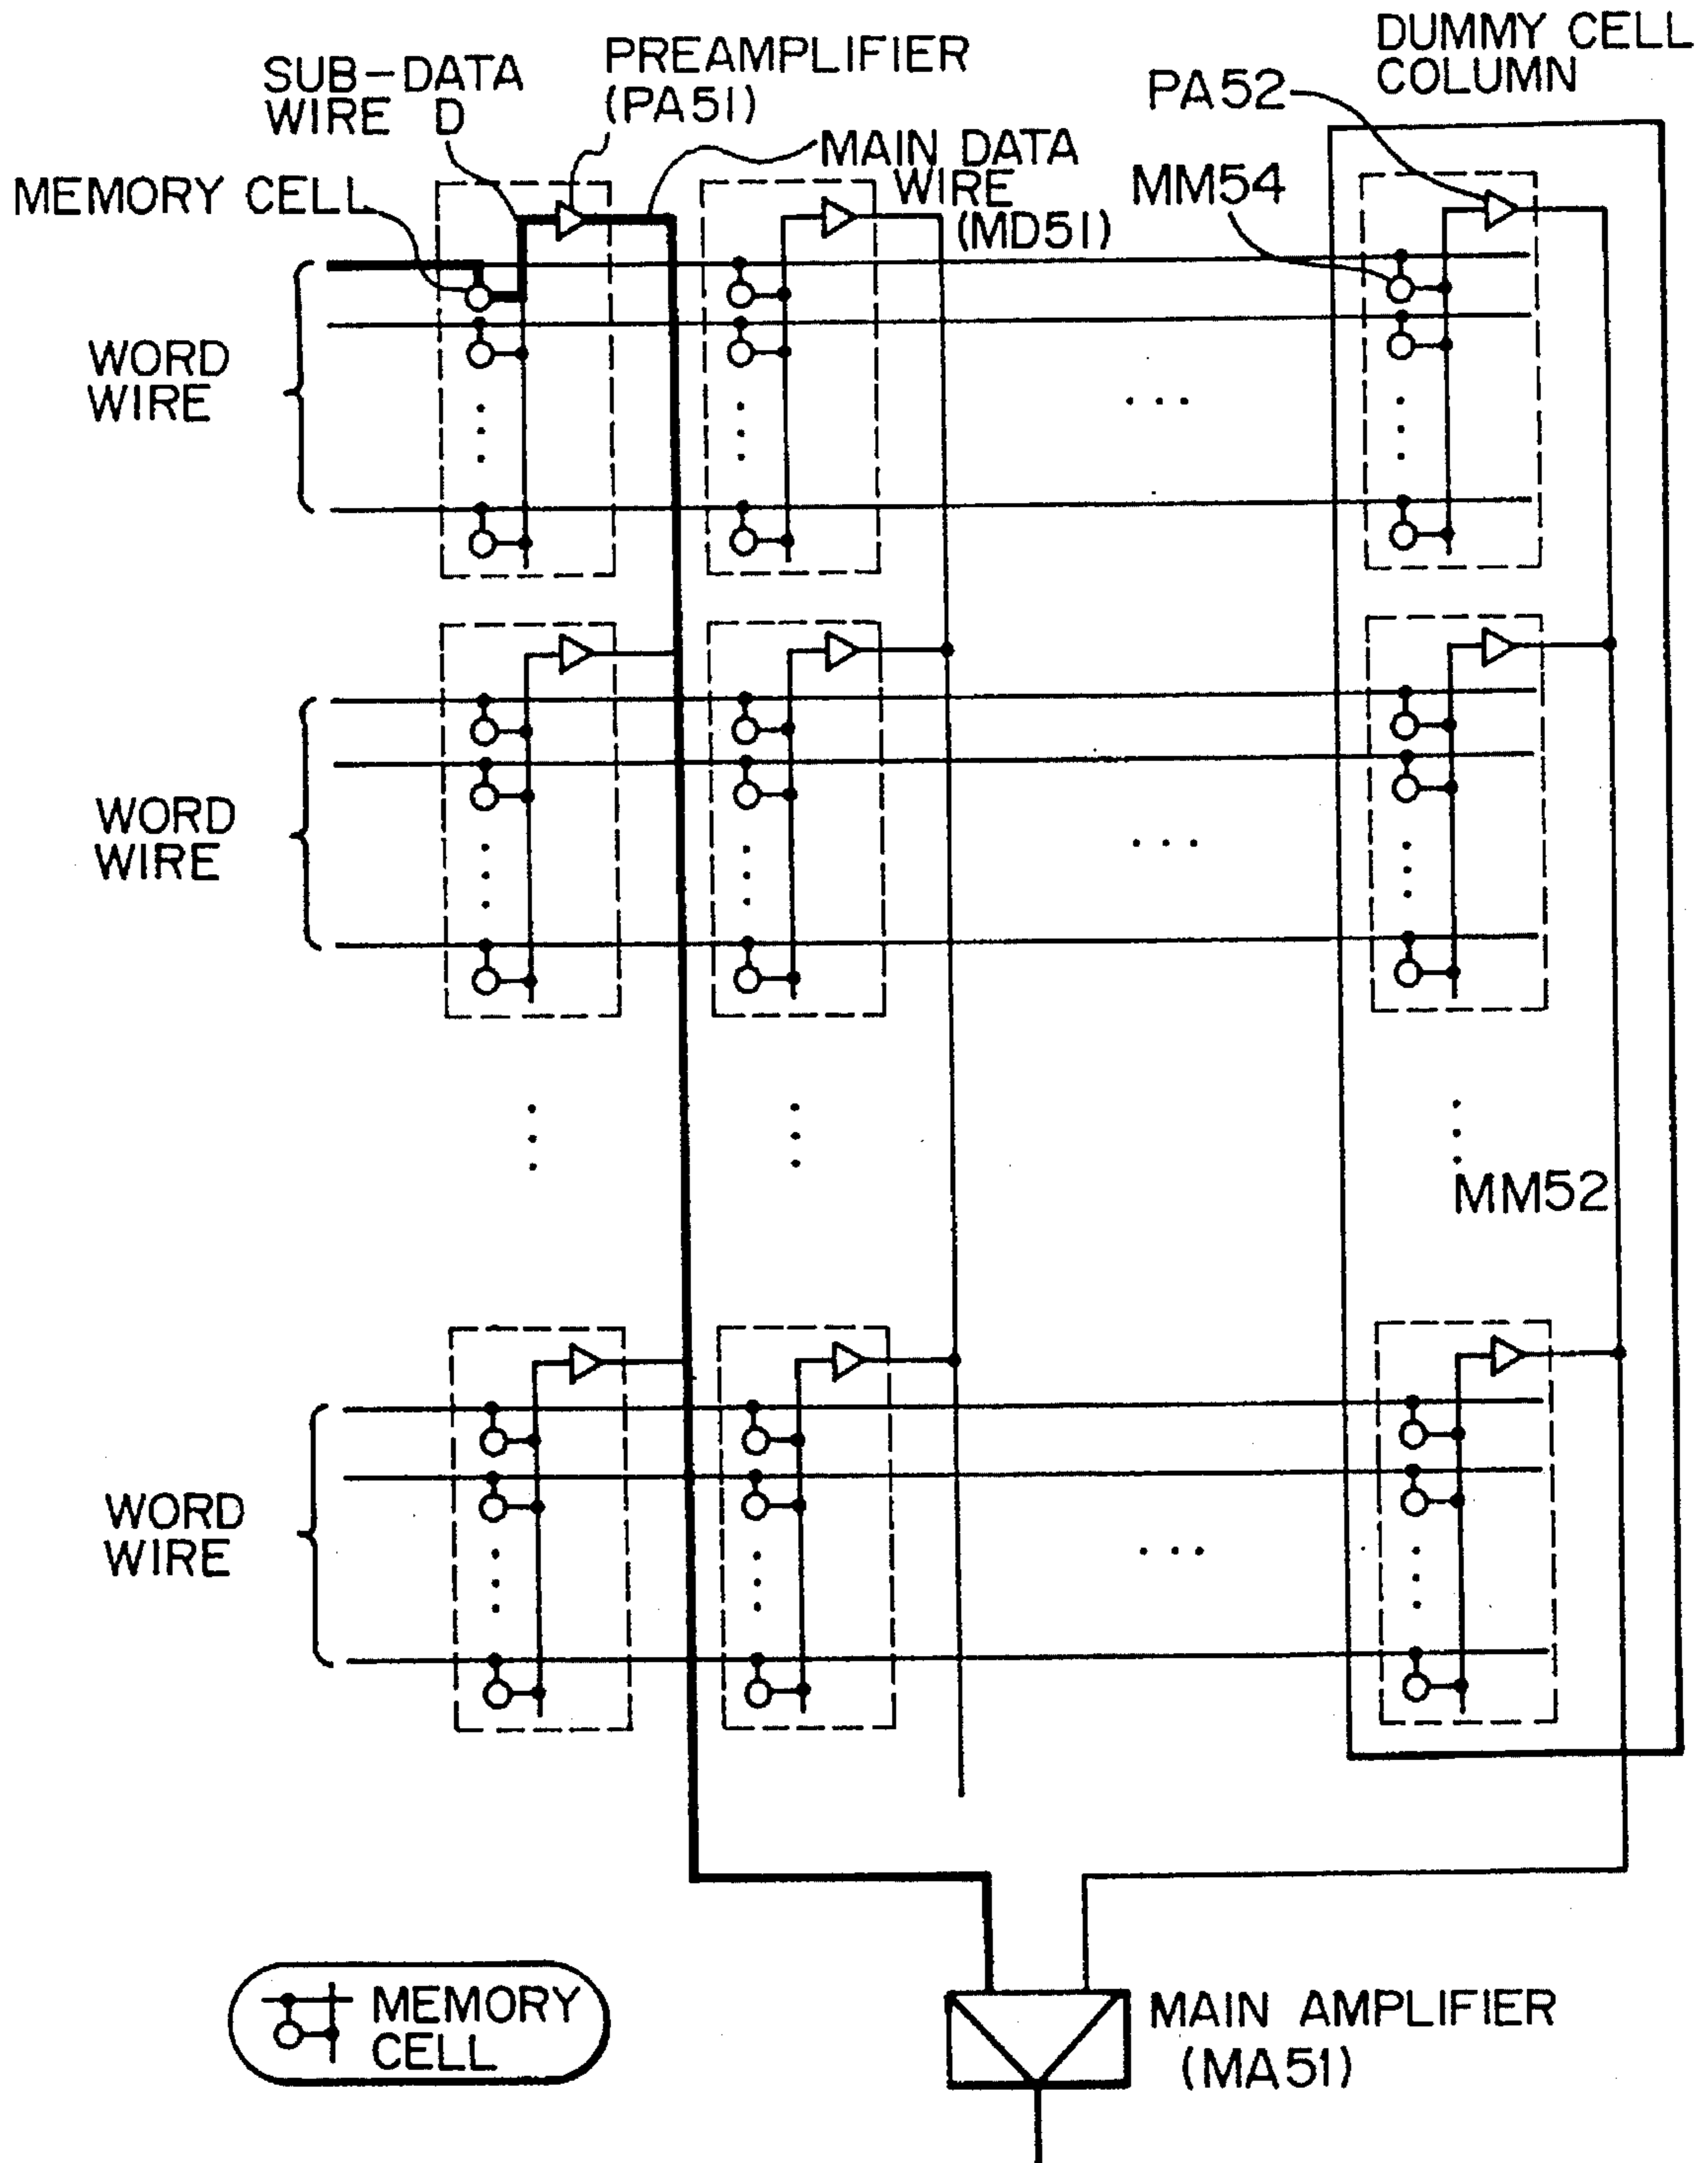 DUMMY CELL
COLUMN
PREAMPLIFIER
(PA51)
SUB-DATA
WIRE D
PA52
MAIN DATA
WIRE
(MD51)
MM54
MEMORY CELL
WORD
WIRE
WORD
WIRE
MM52
WORD
WIRE
MEMORY
CELL
MAIN AMPLIFIER
(MA51)